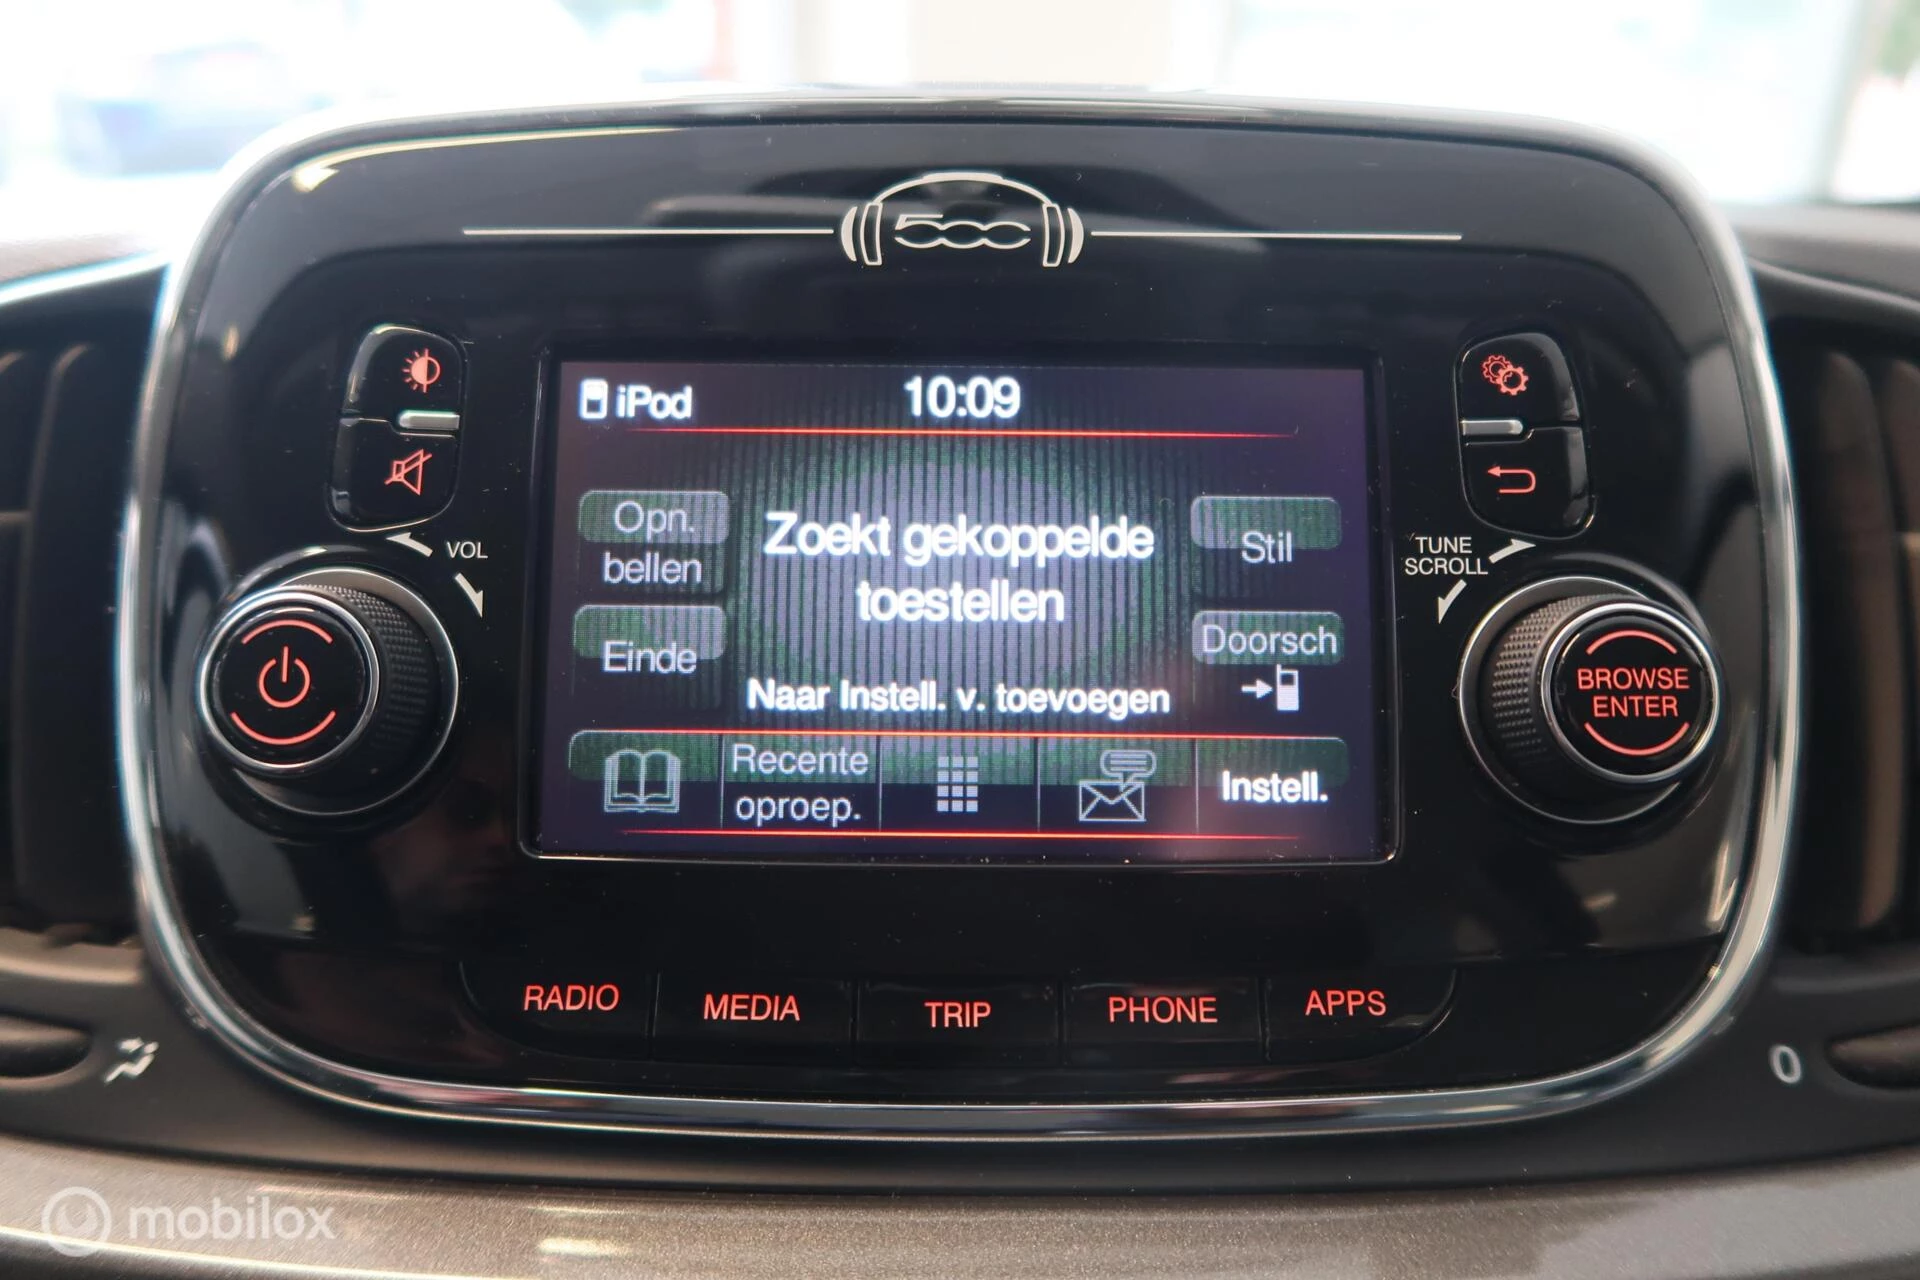 500
iPod
10:09
VOL
TUNE
SCROLL
Opn.
bellen
Einde
Zoekt gekoppelde
toestellen
Naar Instell. v. toevoegen
Stil
Doorsch
BROWSE
ENTER
Recente
oproep.
Instell.
RADIO
MEDIA
TRIP
PHONE
APPS
0
mobilox